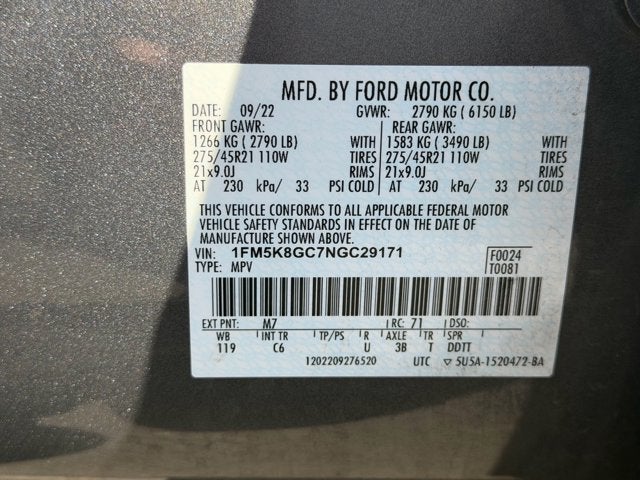 MFD. BY FORD MOTOR CO.
DATE: 09/22 GVWR: 2790 KG ( 6150 LB)
FRONT GAWR: REAR GAWR:
1266 KG ( 2790 LB) WITH 1583 KG ( 3490 LB) WITH
275/45R21 110W TIRES 275/45R21 110W TIRES
21x9.0J RIMS 21x9.0J RIMS
AT 230 kPa/ 33 PSI COLD AT 230 kPa/ 33 PSI COLD
THIS VEHICLE CONFORMS TO ALL APPLICABLE FEDERAL MOTOR
VEHICLE SAFETY STANDARDS IN EFFECT ON THE DATE OF
MANUFACTURE SHOWN ABOVE.
VIN: 1FM5K8GC7NGC29171 F0024
TYPE: MPV T0081
EXT PNT: M7 RC: 71 DSO:
WB INT TR TP/PS R AXLE TR SPR
119 C6 U 3B T DDTT
1202209276520 UTC ▽ 5U5A-1520472-BA